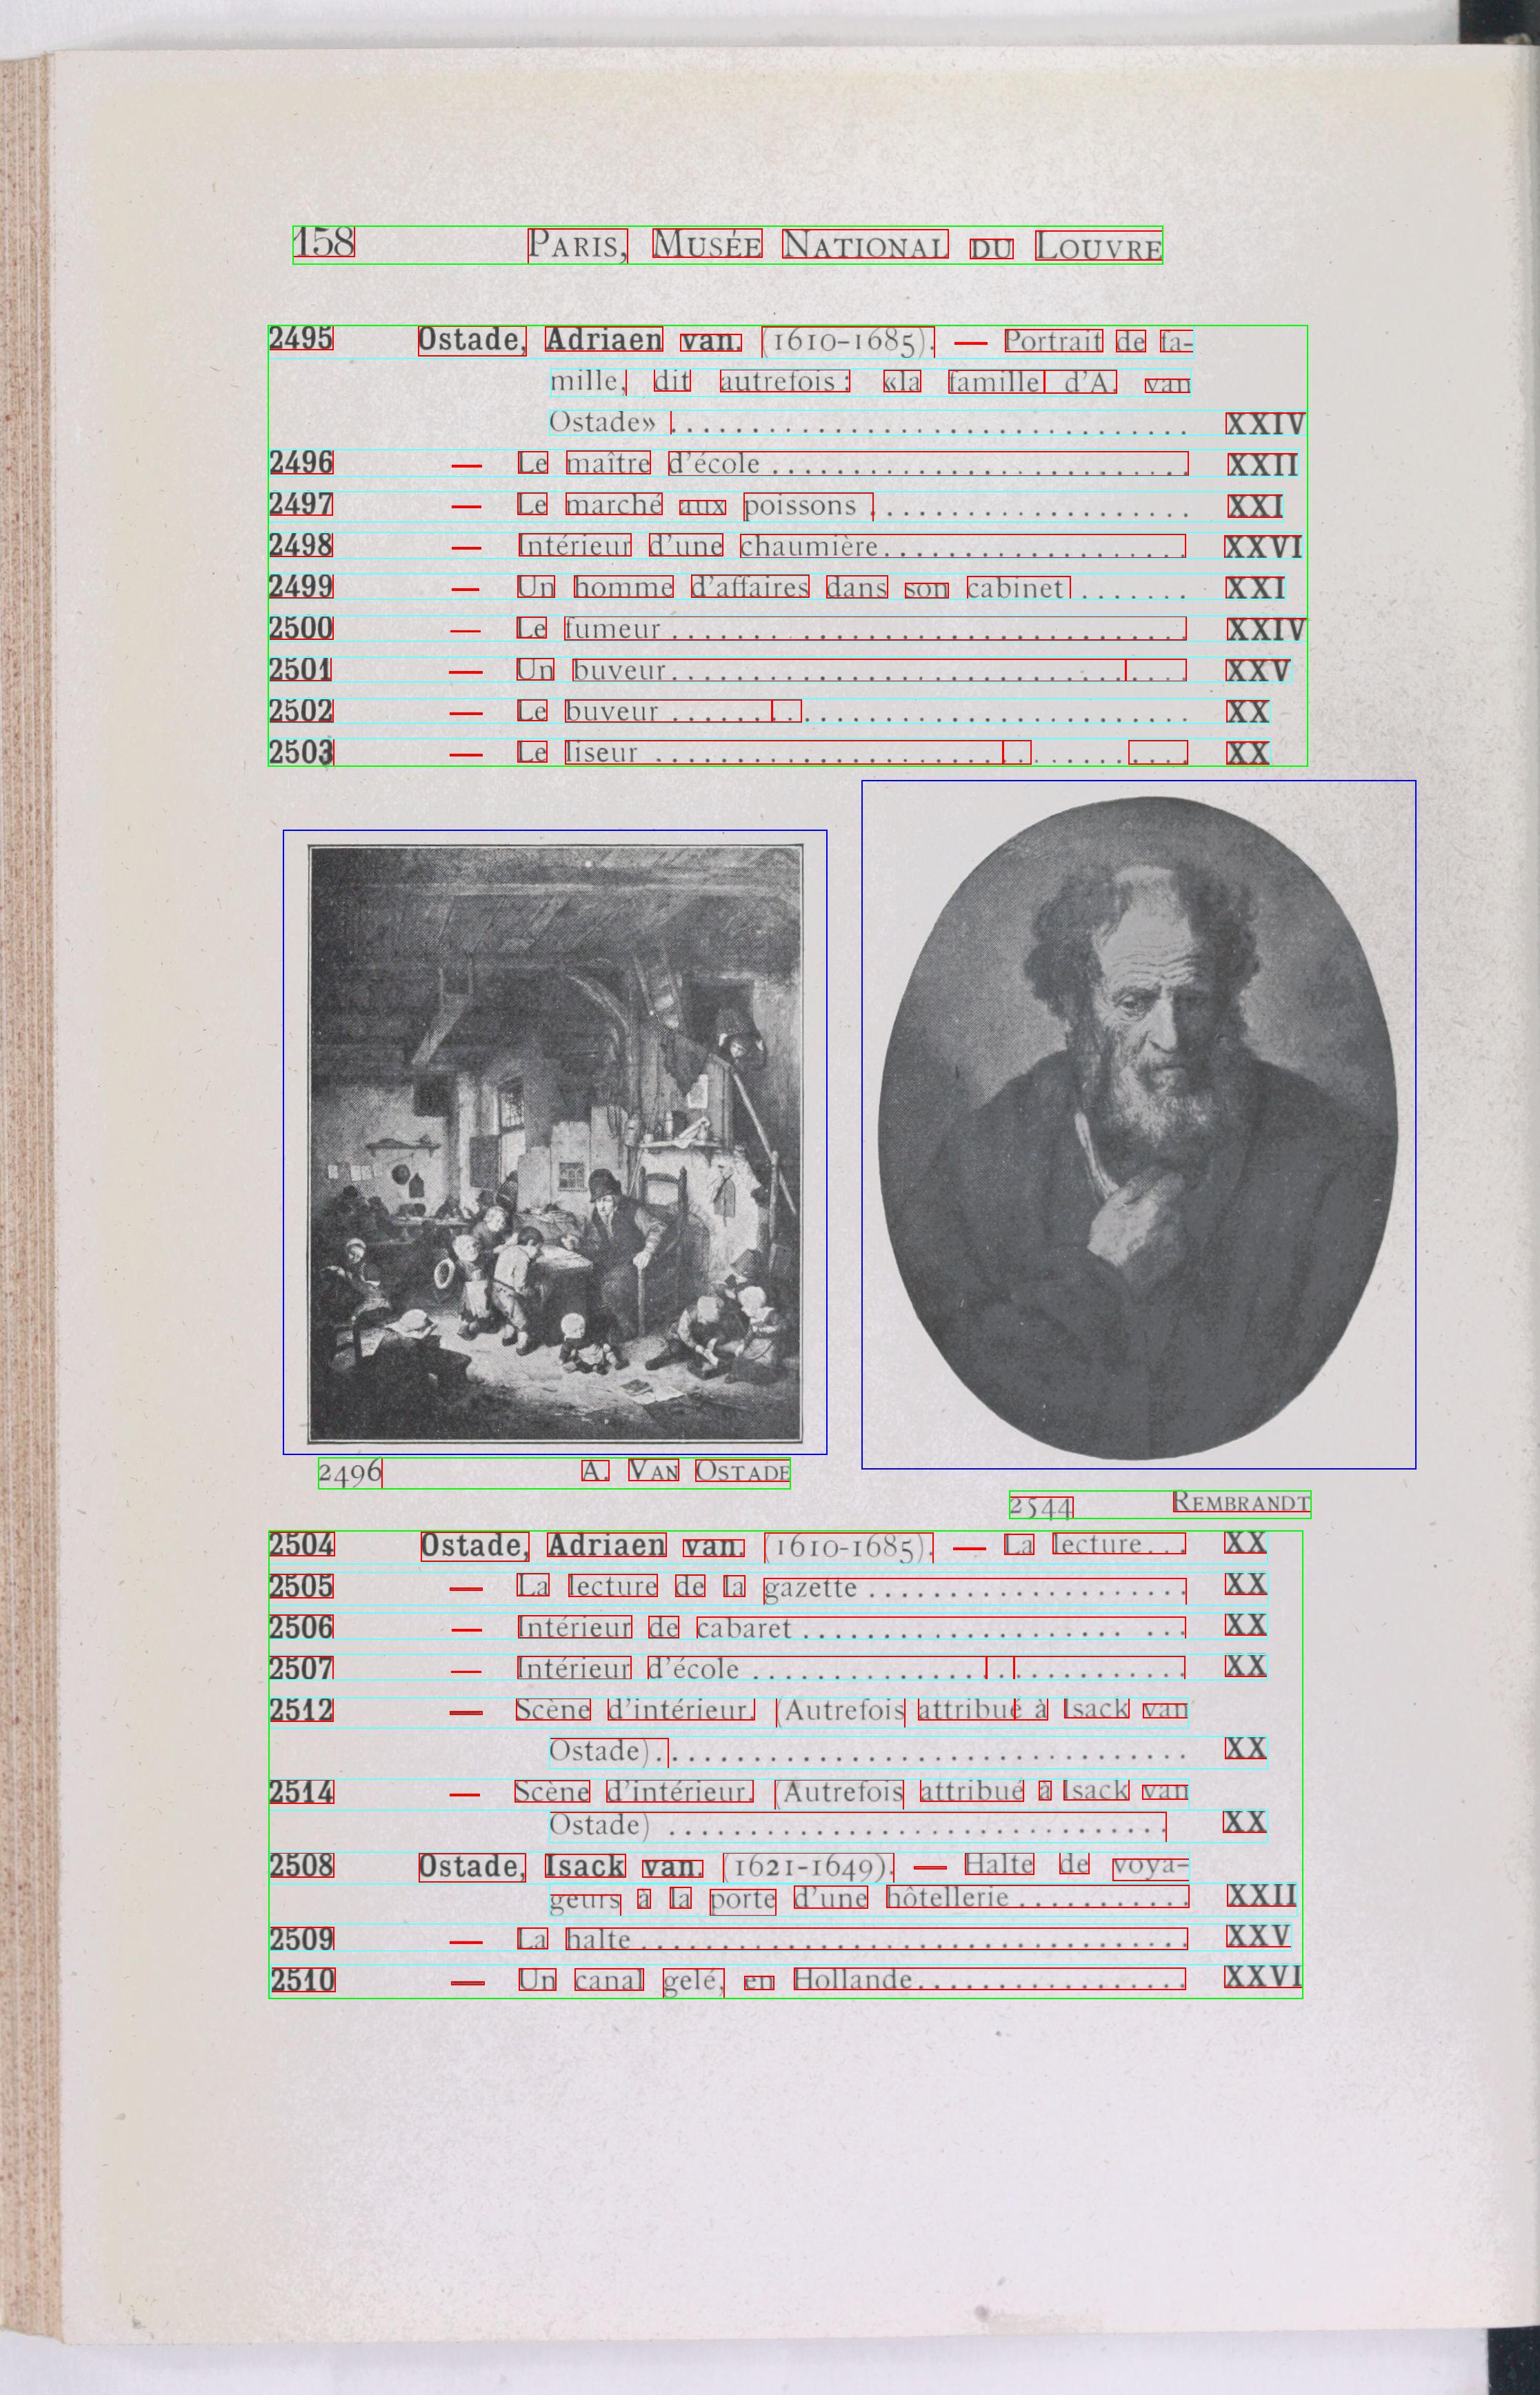 158 PARIS, MUSÉE NATIONAL DU LOUVRE
2495 Ostade, Adriaen van. (1610-1685). — Portrait de fa-
mille, dit autrefois: «la famille d'A. van
Ostade» ................................ XXIV
2496 — Le maître d'école ................................ XXII
2497 — Le marché aux poissons ........................ XXI
2498 — Intérieur d'une chaumière....................... XXVI
2499 — Un homme d'affaires dans son cabinet ........ XXI
2500 — Le fumeur ....................................... XXIV
2501 — Un buveur....................................... XXV
2502 — Le buveur ....................................... XX
2503 — Le liseur ........................................ XX
2496 A. VAN OSTADE
2544 REMBRANDT
2504 Ostade, Adriaen van. (1610-1685). — La lecture... XX
2505 — La lecture de la gazette ........................ XX
2506 — Intérieur de cabaret ............................ XX
2507 — Intérieur d'école ................................. XX
2512 — Scène d'intérieur. (Autrefois attribué à Isack van
Ostade). ....................................... XX
2514 — Scène d'intérieur. (Autrefois attribué à Isack van
Ostade) ...................................... XX
2508 Ostade, Isack van. (1621-1649). — Halte de voya-
geurs à la porte d'une hôtellerie ............. XXII
2509 — La halte.......................................... XXV
2510 — Un canal gelé, en Hollande..................... XXVI